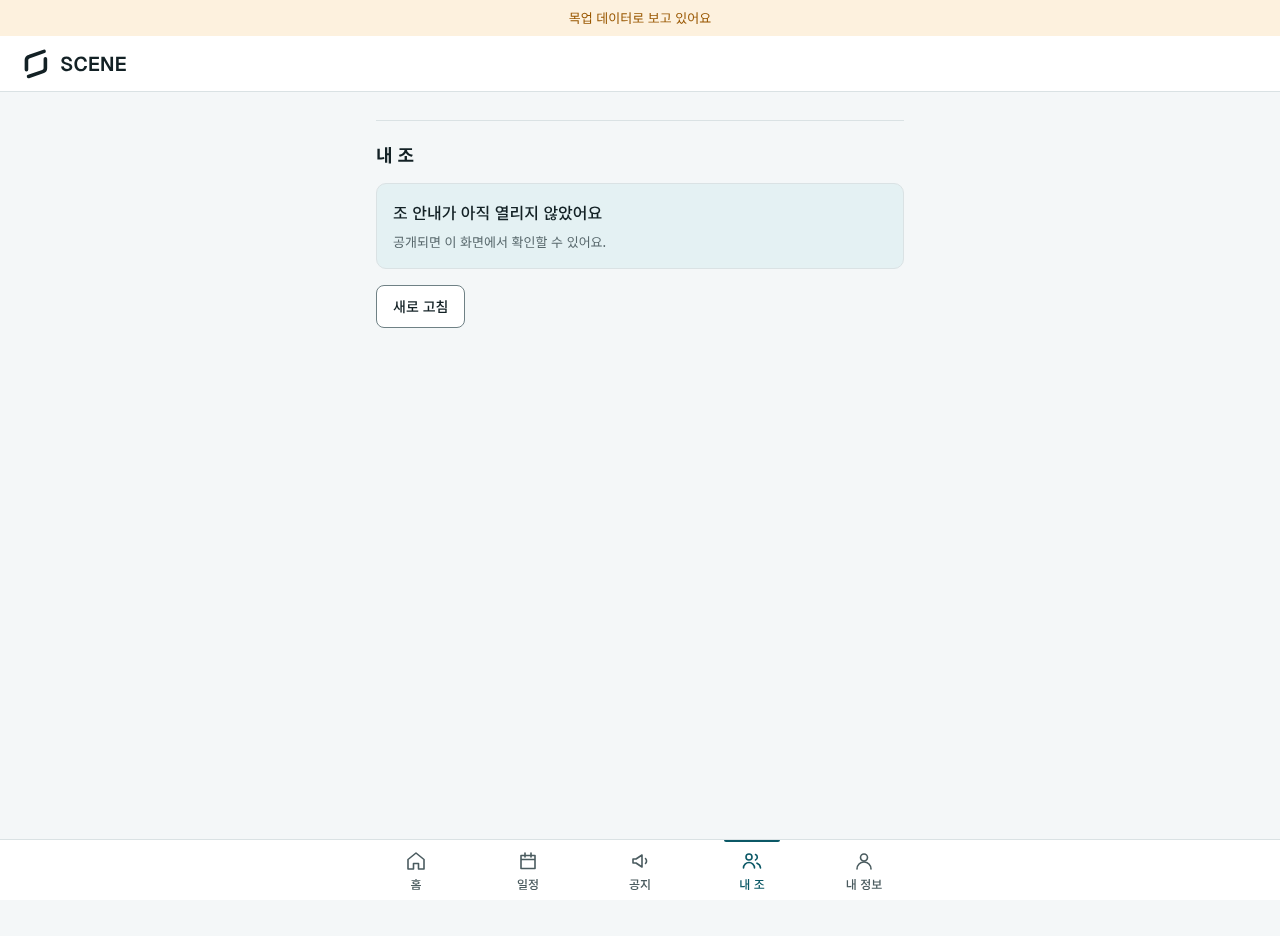 목업 데이터로 보고 있어요
SCENE
내 조
조 안내가 아직 열리지 않았어요
공개되면 이 화면에서 확인할 수 있어요.
새로 고침
홈
일정
공지
내 조
내 정보